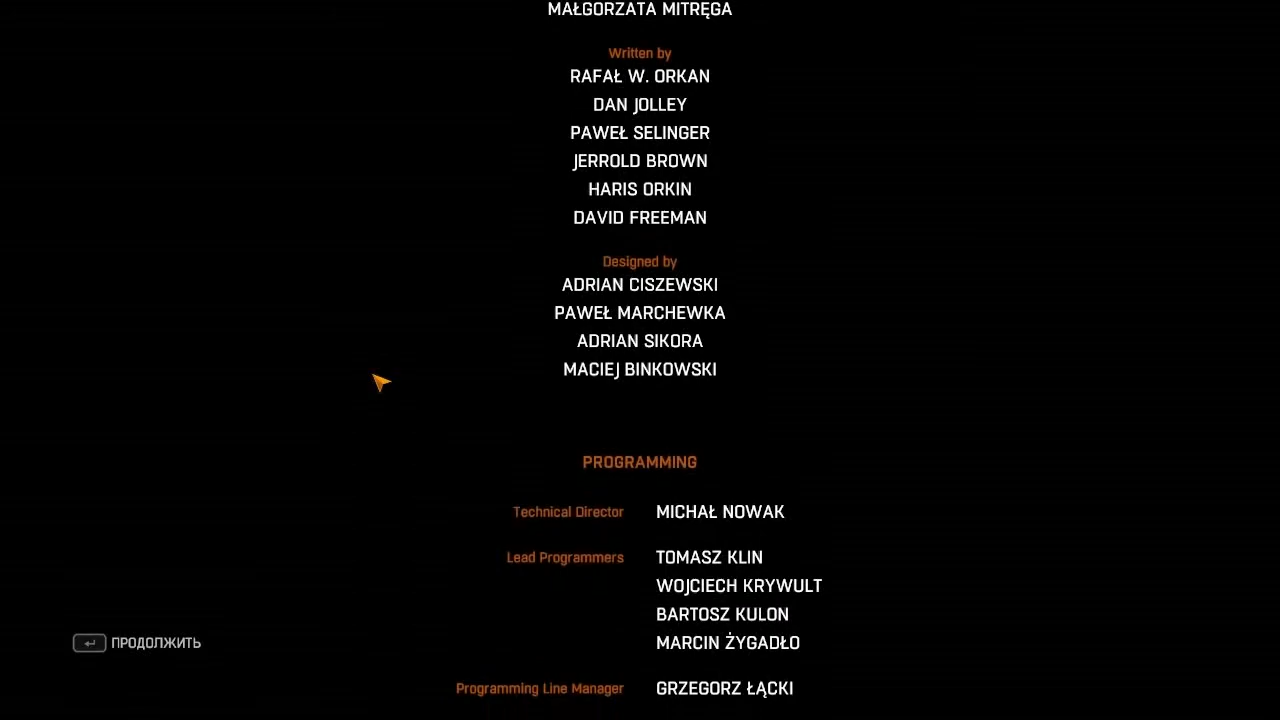 MAŁGORZATA MITRĘGA
Written by
RAFAŁ W. ORKAN
DAN JOLLEY
PAWEŁ SELINGER
JERROLD BROWN
HARIS ORKIN
DAVID FREEMAN
Designed by
ADRIAN CISZEWSKI
PAWEŁ MARCHEWKA
ADRIAN SIKORA
MACIEJ BINKOWSKI
PROGRAMMING
Technical Director MICHAŁ NOWAK
Lead Programmers TOMASZ KLIN
WOJCIECH KRYWULT
BARTOSZ KULON
MARCIN ŻYGADŁO
ПРОДОЛЖИТЬ
Programming Line Manager GRZEGORZ ŁĄCKI